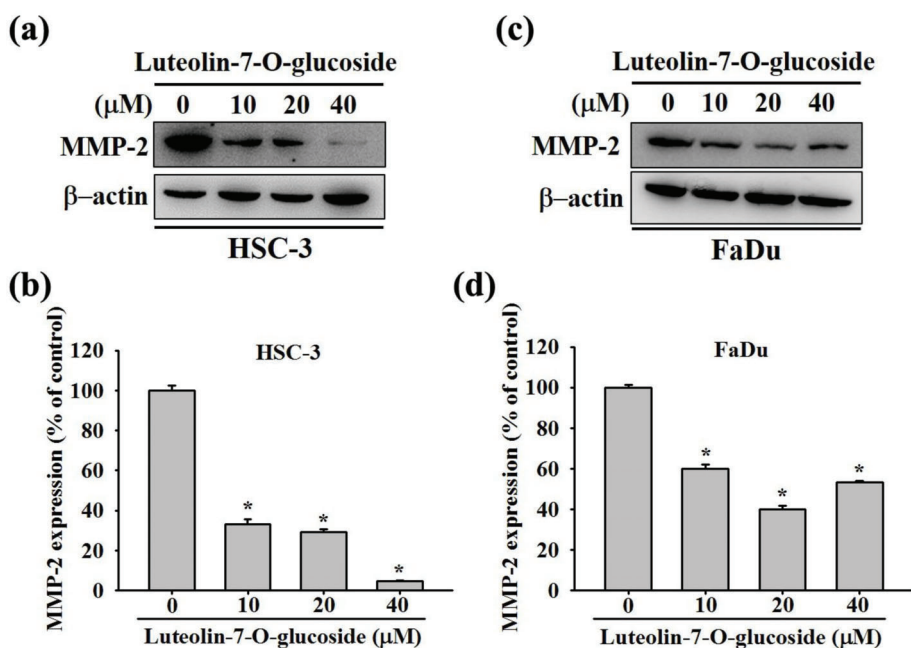 (a)
Luteolin-7-O-glucoside
(μM) 0 10 20 40
MMP-2
β−actin
HSC-3
(c)
Luteolin-7-O-glucoside
(μM) 0 10 20 40
MMP-2
β−actin
FaDu
(b)
MMP-2 expression (% of control)
HSC-3
120
100
80
60
40
20
0
*
*
*
0 10 20 40
Luteolin-7-O-glucoside (μM)
(d)
MMP-2 expression (% of control)
FaDu
120
100
80
60
40
20
0
*
*
*
0 10 20 40
Luteolin-7-O-glucoside (μM)